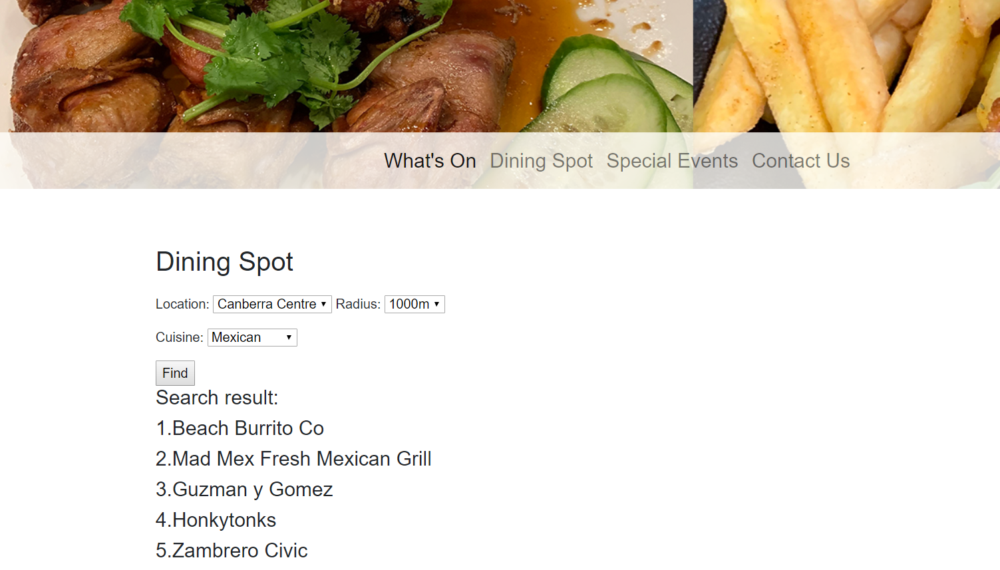 What's On Dining Spot Special Events Contact Us
Dining Spot
Location: Canberra Centre Radius: 1000m
Cuisine: Mexican
Find
Search result:
1.Beach Burrito Co
2.Mad Mex Fresh Mexican Grill
3.Guzman y Gomez
4.Honkytonks
5.Zambrero Civic